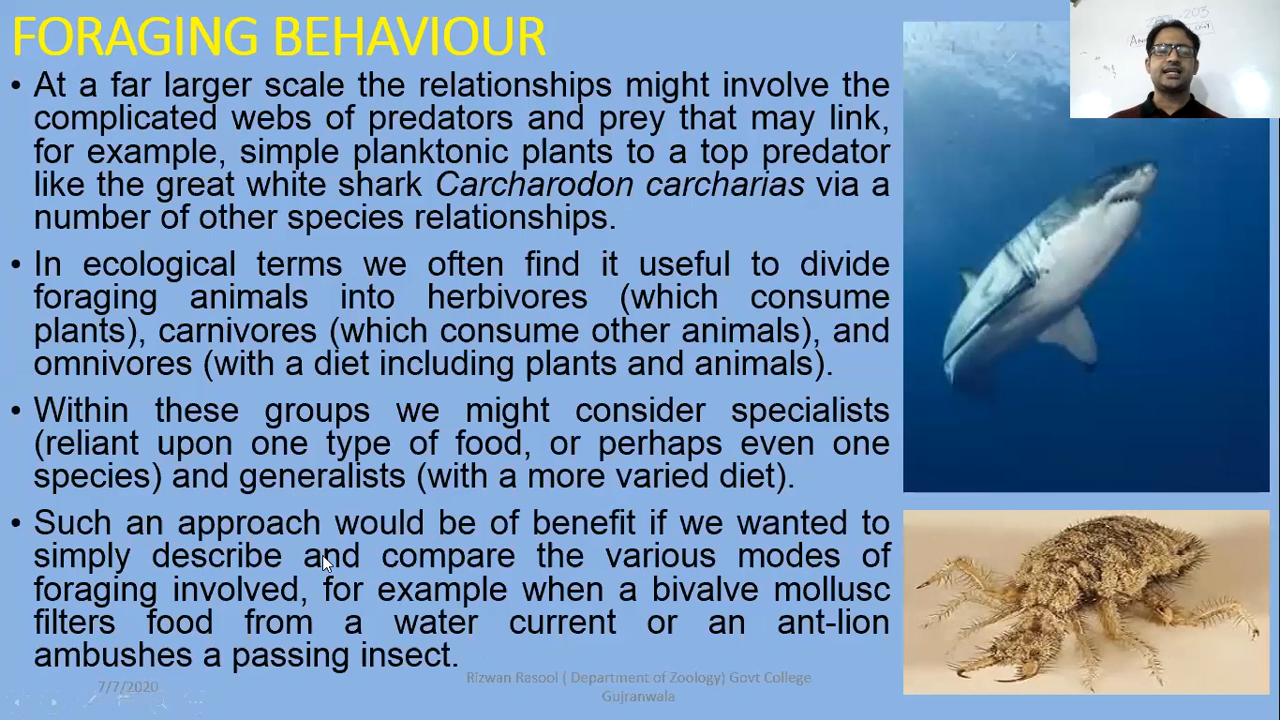 FORAGING BEHAVIOUR
• At a far larger scale the relationships might involve the
complicated webs of predators and prey that may link,
for example, simple planktonic plants to a top predator
like the great white shark Carcharodon carcharias via a
number of other species relationships.
• In ecological terms we often find it useful to divide
foraging animals into herbivores (which consume
plants), carnivores (which consume other animals), and
omnivores (with a diet including plants and animals).
• Within these groups we might consider specialists
(reliant upon one type of food, or perhaps even one
species) and generalists (with a more varied diet).
• Such an approach would be of benefit if we wanted to
simply describe and compare the various modes of
foraging involved, for example when a bivalve mollusc
filters food from a water current or an ant-lion
ambushes a passing insect.
7/7/2020
Rizwan Rasool ( Department of Zoology) Govt College
Gujranwala
203